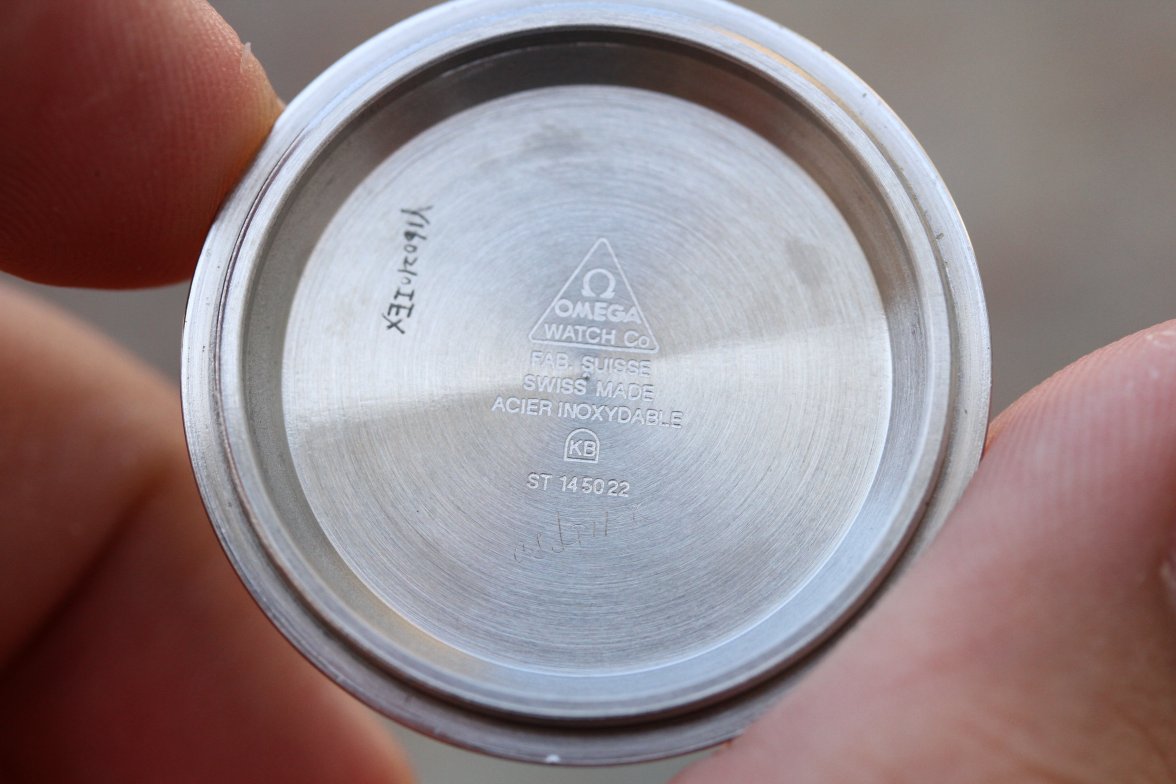 Ω
OMEGA
WATCH Co
FAB. SUISSE
SWISS MADE
ACIER INOXYDABLE
KB
ST 145022